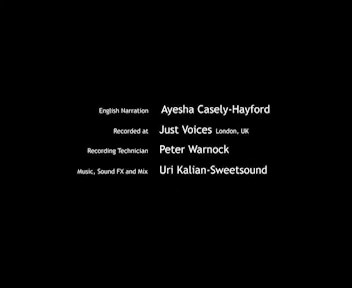 English Narration Ayesha Casely-Hayford
Recorded at Just Voices London, UK
Recording Technician Peter Warnock
Music, Sound FX and Mix Uri Kalian-Sweetsound